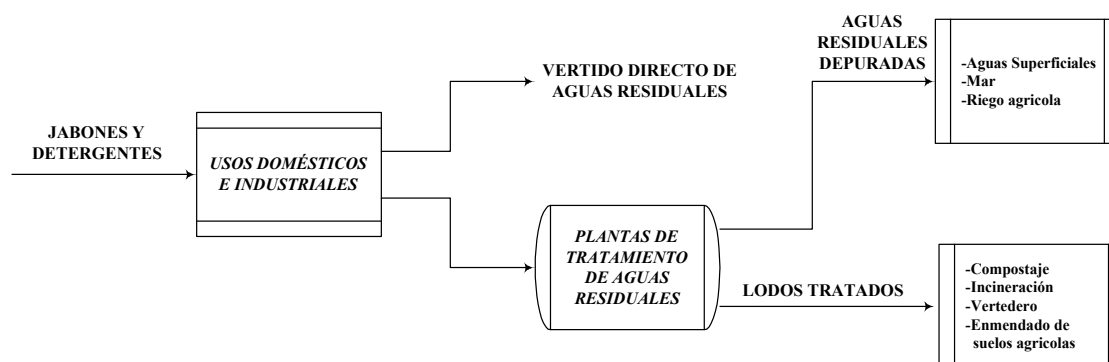 JABONES Y
DETERGENTES
USOS DOMÉSTICOS
E INDUSTRIALES
VERTIDO DIRECTO DE
AGUAS RESIDUALES
PLANTAS DE
TRATAMIENTO
DE AGUAS
RESIDUALES
AGUAS
RESIDUALES
DEPURADAS
-Aguas Superficiales
-Mar
-Riego agricola
LODOS TRATADOS
-Compostaje
-Incineración
-Vertedero
-Enmendado de
suelos agricolas